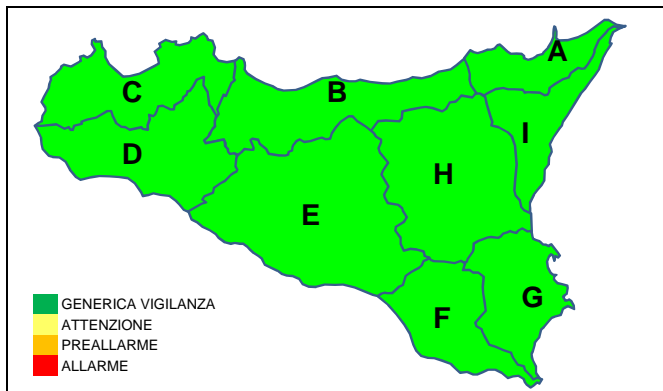 A
C
B
I
D
H
E
G
F
GENERICA VIGILANZA
ATTENZIONE
PREALLARME
ALLARME